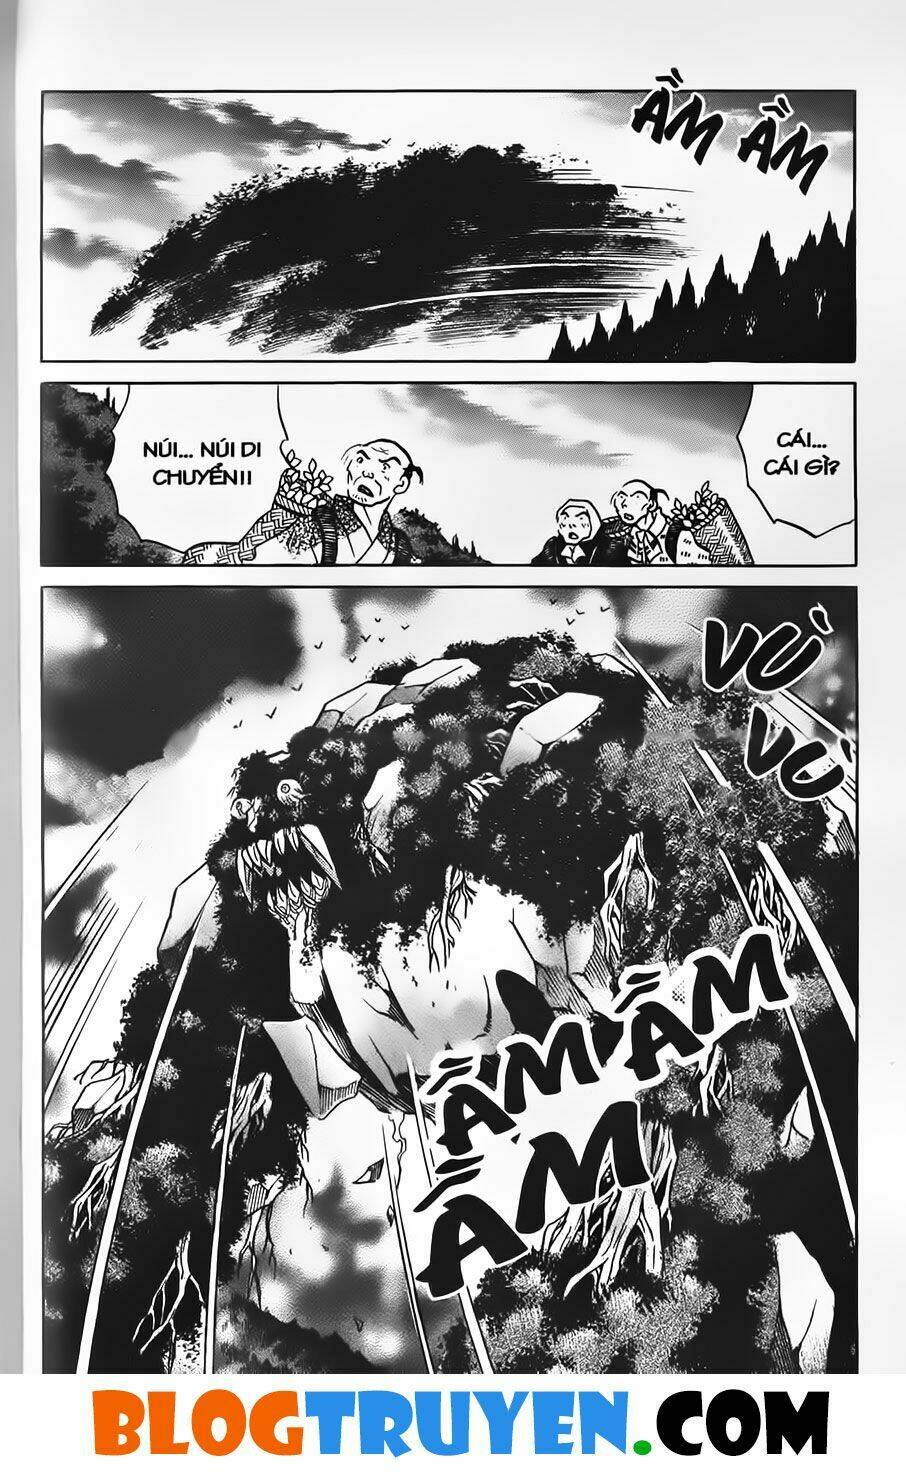 ẦM ẦM
CÁI...
CÁI GÌ?
NÚI... NÚI DI
CHUYỂN!!
VÙ
VÙ
ẦM ẦM
ẦM
BLOGTRUYEN.COM